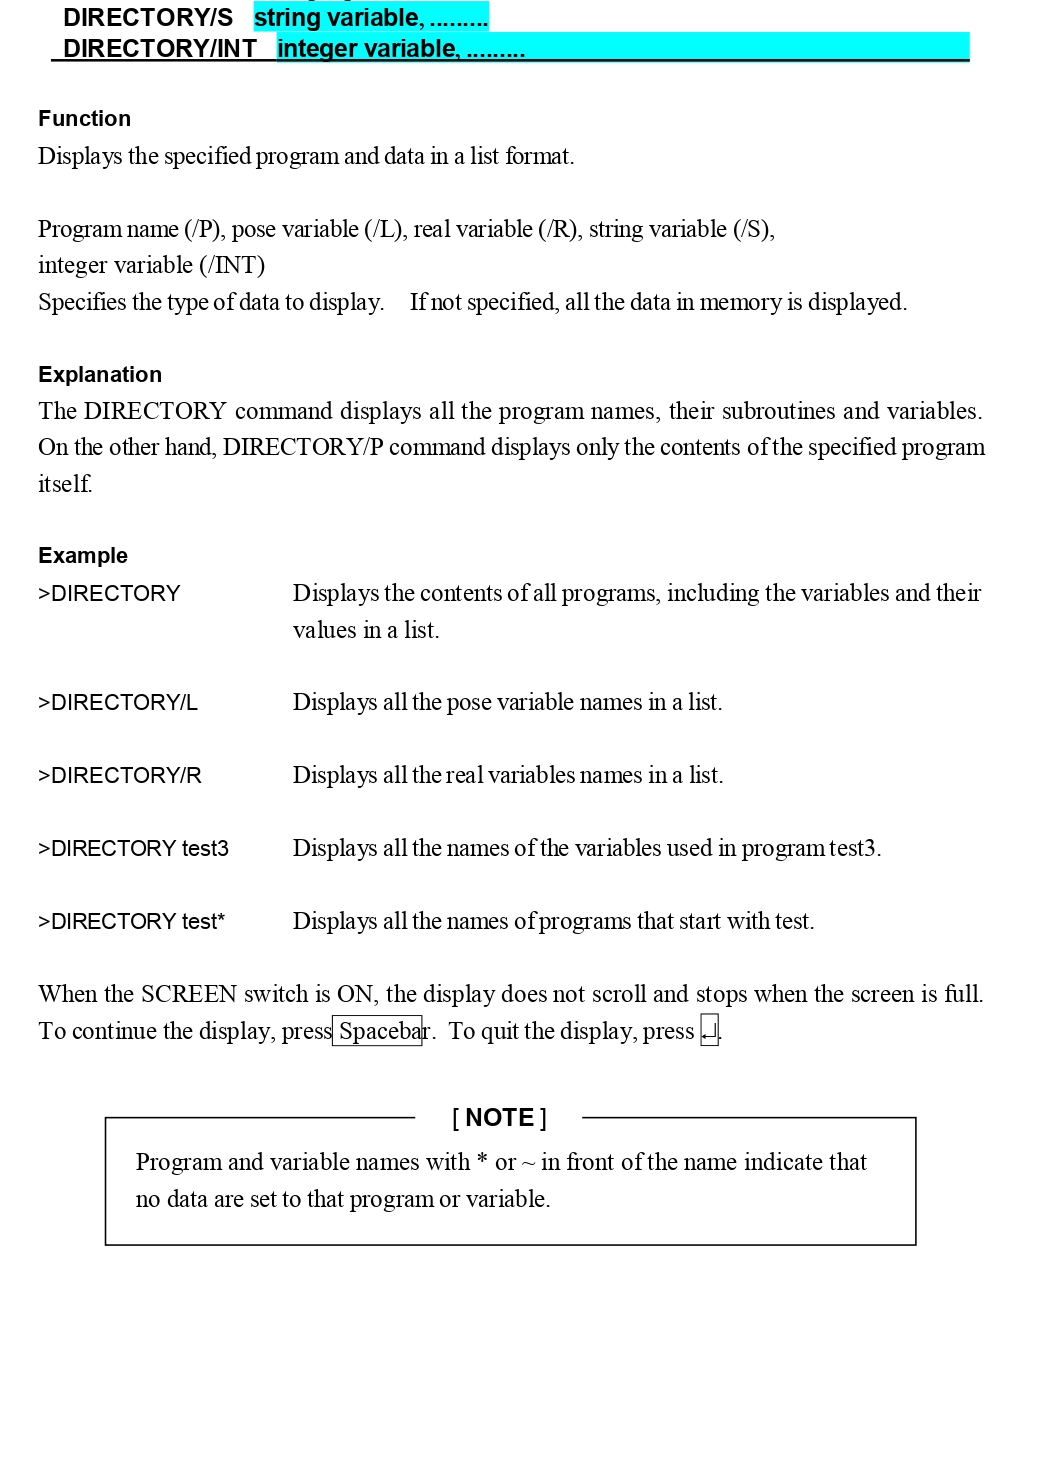 DIRECTORY/S string variable, .........
DIRECTORY/INT integer variable, .........
Function
Displays the specified program and data in a list format.
Program name (/P), pose variable (/L), real variable (/R), string variable (/S),
integer variable (/INT)
Specifies the type of data to display. If not specified, all the data in memory is displayed.
Explanation
The DIRECTORY command displays all the program names, their subroutines and variables.
On the other hand, DIRECTORY/P command displays only the contents of the specified program
itself.
Example
>DIRECTORY Displays the contents of all programs, including the variables and their
values in a list.
>DIRECTORY/L Displays all the pose variable names in a list.
>DIRECTORY/R Displays all the real variables names in a list.
>DIRECTORY test3 Displays all the names of the variables used in program test3.
>DIRECTORY test* Displays all the names of programs that start with test.
When the SCREEN switch is ON, the display does not scroll and stops when the screen is full.
To continue the display, press Spacebar. To quit the display, press ↵.
[ NOTE ]
Program and variable names with * or ~ in front of the name indicate that
no data are set to that program or variable.